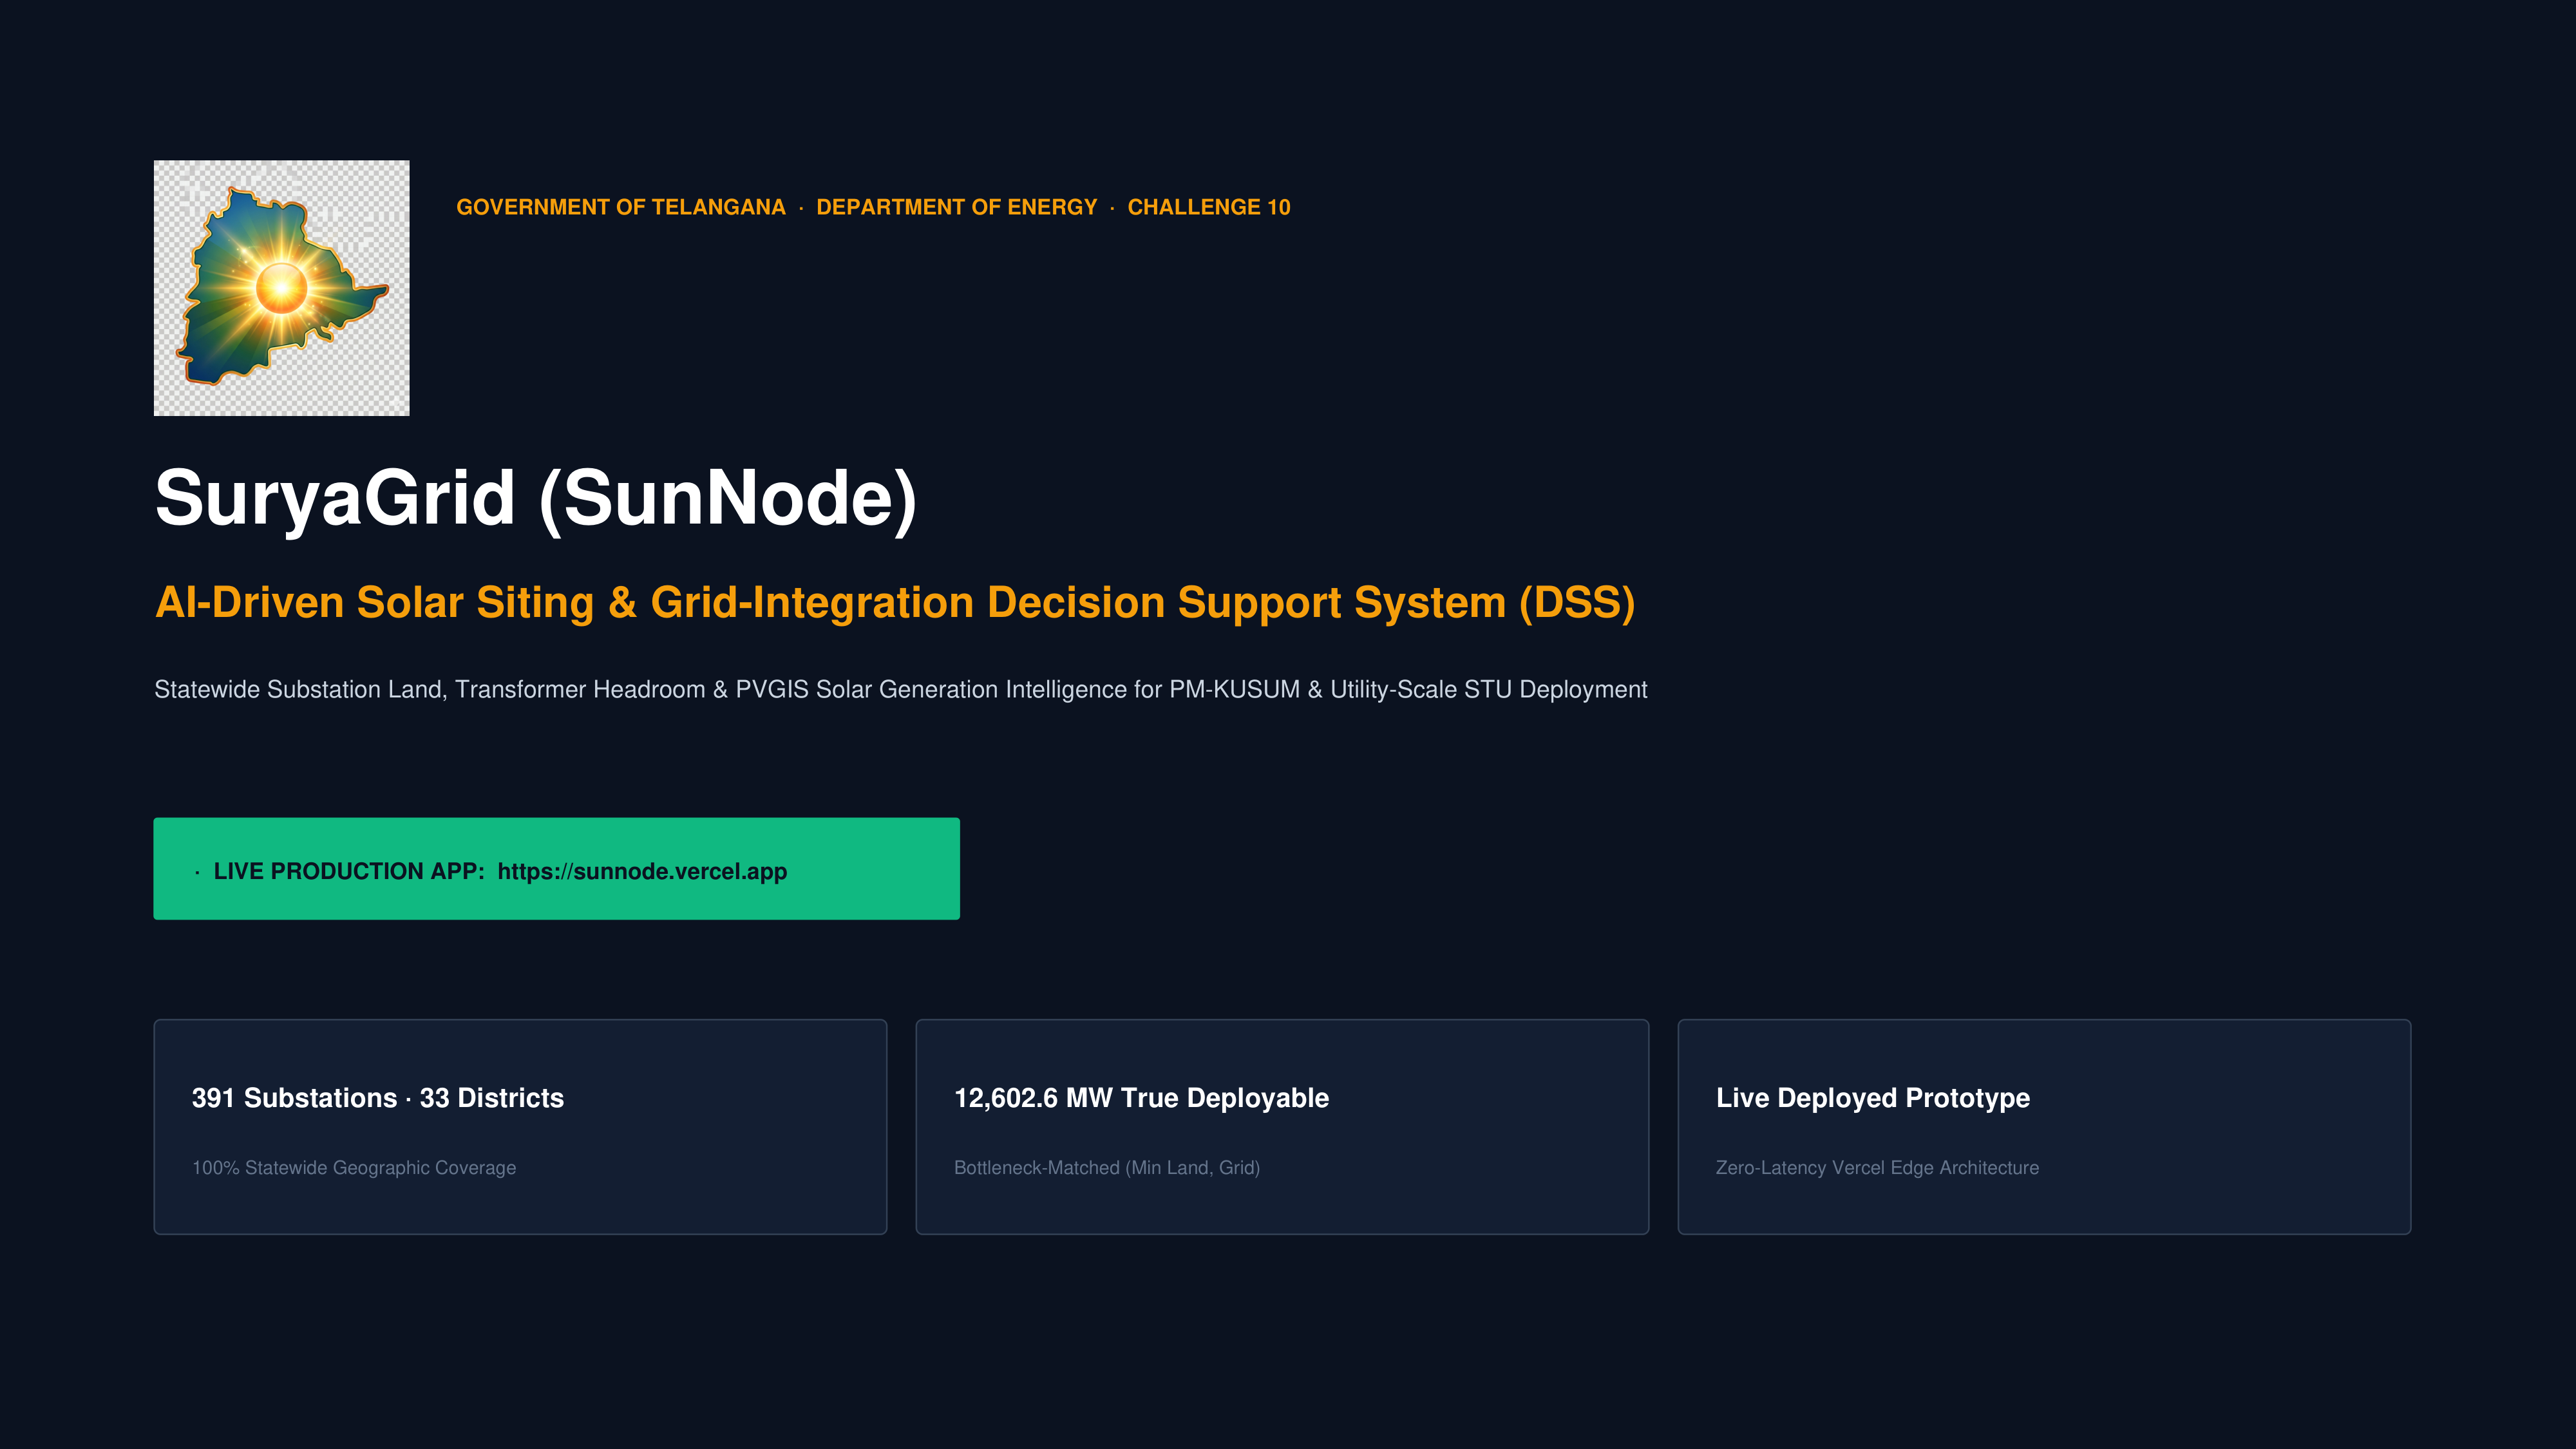 GOVERNMENT OF TELANGANA · DEPARTMENT OF ENERGY · CHALLENGE 10
SuryaGrid (SunNode)
AI-Driven Solar Siting & Grid-Integration Decision Support System (DSS)
Statewide Substation Land, Transformer Headroom & PVGIS Solar Generation Intelligence for PM-KUSUM & Utility-Scale STU Deployment
· LIVE PRODUCTION APP: https://sunnode.vercel.app
391 Substations · 33 Districts
100% Statewide Geographic Coverage
12,602.6 MW True Deployable
Bottleneck-Matched (Min Land, Grid)
Live Deployed Prototype
Zero-Latency Vercel Edge Architecture